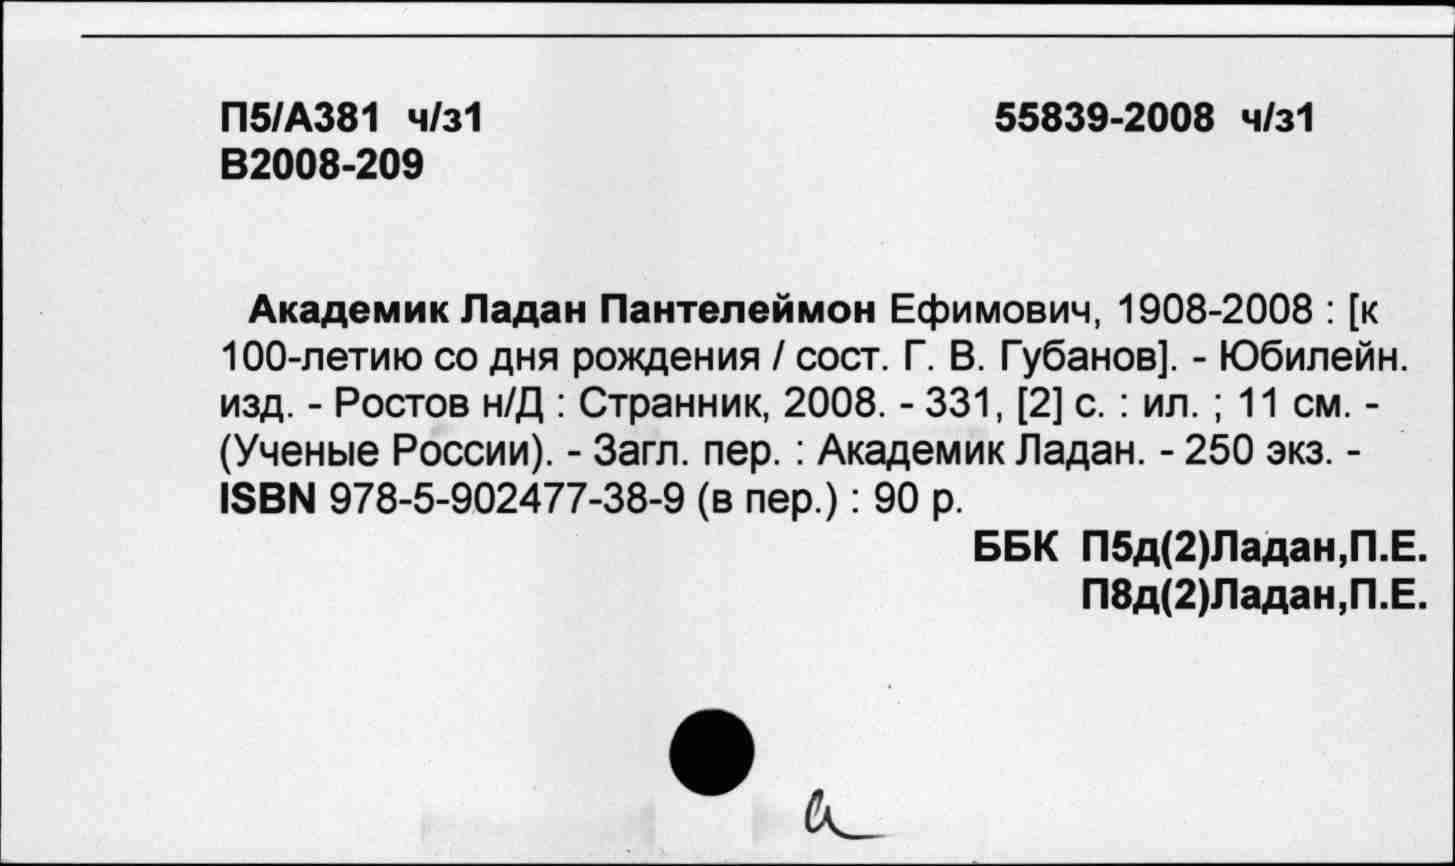 П5/А381 ч/з1 55839-2008 ч/з1
В2008-209
Академик Ладан Пантелеймон Ефимович, 1908-2008 : [к
100-летию со дня рождения / сост. Г. В. Губанов]. - Юбилейн.
изд. - Ростов н/Д : Странник, 2008. - 331, [2] с. : ил. ; 11 см. -
(Ученые России). - Загл. пер. : Академик Ладан. - 250 экз. -
ISBN 978-5-902477-38-9 (в пер.) : 90 р.
ББК П5д(2)Ладан,П.Е.
П8д(2)Ладан,П.Е.